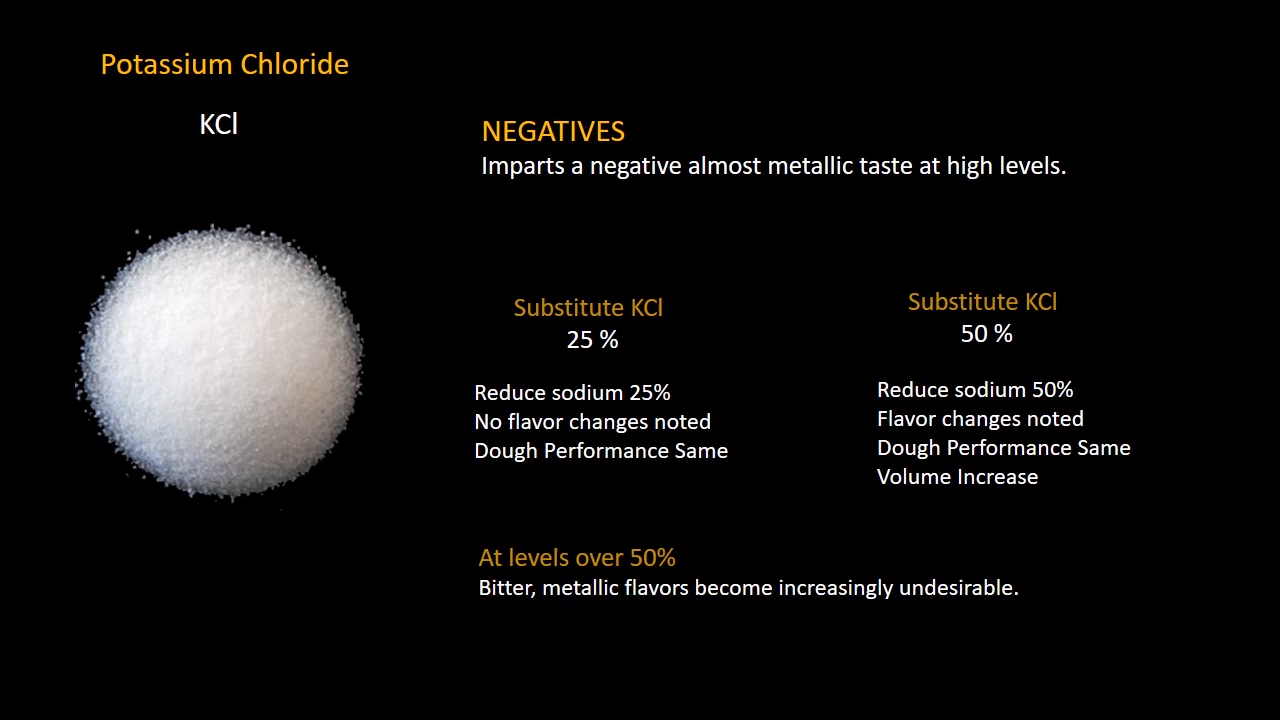 Potassium Chloride
KCl
NEGATIVES
Imparts a negative almost metallic taste at high levels.
Substitute KCl
25 %
Reduce sodium 25%
No flavor changes noted
Dough Performance Same
Substitute KCl
50 %
Reduce sodium 50%
Flavor changes noted
Dough Performance Same
Volume Increase
At levels over 50%
Bitter, metallic flavors become increasingly undesirable.